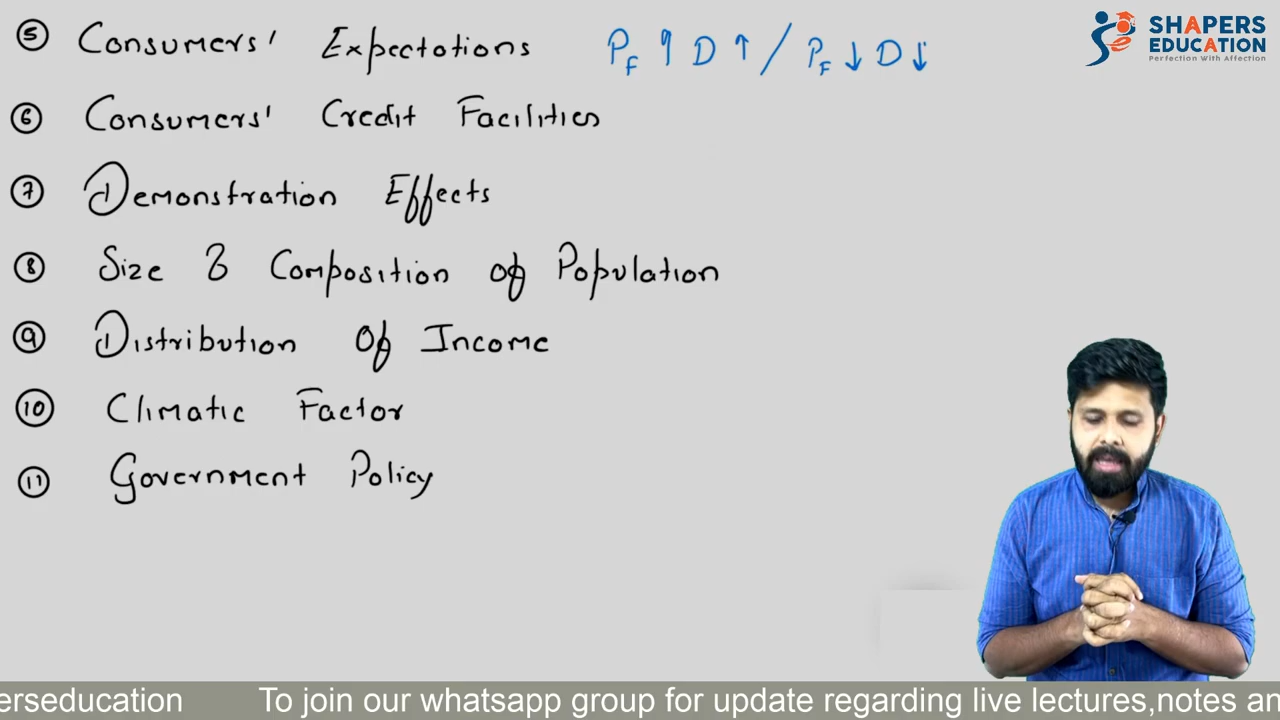 ⑤ Consumers' Expectations P_F ↑ D ↑ / P_F ↓ D ↓
⑥ Consumers' Credit Facilities
⑦ Demonstration Effects
⑧ Size & Composition of Population
⑨ Distribution Of Income
⑩ Climatic Factor
⑪ Government Policy
SHAPERS
EDUCATION
Perfection With Affection
erseducation To join our whatsapp group for update regarding live lectures,notes an